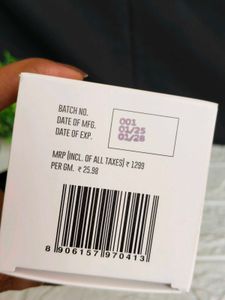 BATCH NO. 001
DATE OF MFG. 01/25
DATE OF EXP. 01/28
MRP (INCL. OF ALL TAXES) ₹ 1299
PER GM. ₹ 25.98
8 906157 970413